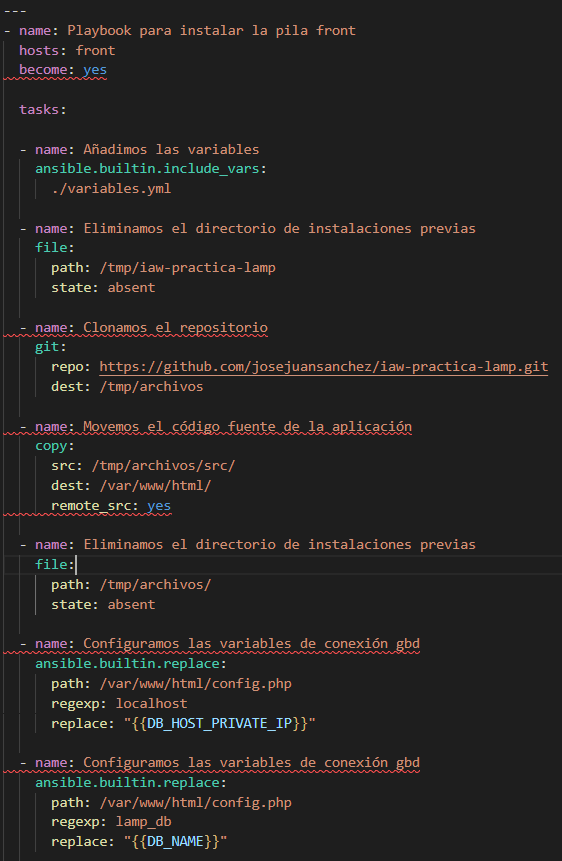 ---
- name: Playbook para instalar la pila front
  hosts: front
  become: yes
  tasks:
  - name: Añadimos las variables
    ansible.builtin.include_vars:
      ./variables.yml
  - name: Eliminamos el directorio de instalaciones previas
    file:
      path: /tmp/iaw-practica-lamp
      state: absent
  - name: Clonamos el repositorio
    git:
      repo: https://github.com/josejuansanchez/iaw-practica-lamp.git
      dest: /tmp/archivos
  - name: Movemos el código fuente de la aplicación
    copy:
      src: /tmp/archivos/src/
      dest: /var/www/html/
      remote_src: yes
  - name: Eliminamos el directorio de instalaciones previas
    file:
      path: /tmp/archivos/
      state: absent
  - name: Configuramos las variables de conexión gbd
    ansible.builtin.replace:
      path: /var/www/html/config.php
      regexp: localhost
      replace: "{{DB_HOST_PRIVATE_IP}}"
  - name: Configuramos las variables de conexión gbd
    ansible.builtin.replace:
      path: /var/www/html/config.php
      regexp: lamp_db
      replace: "{{DB_NAME}}"